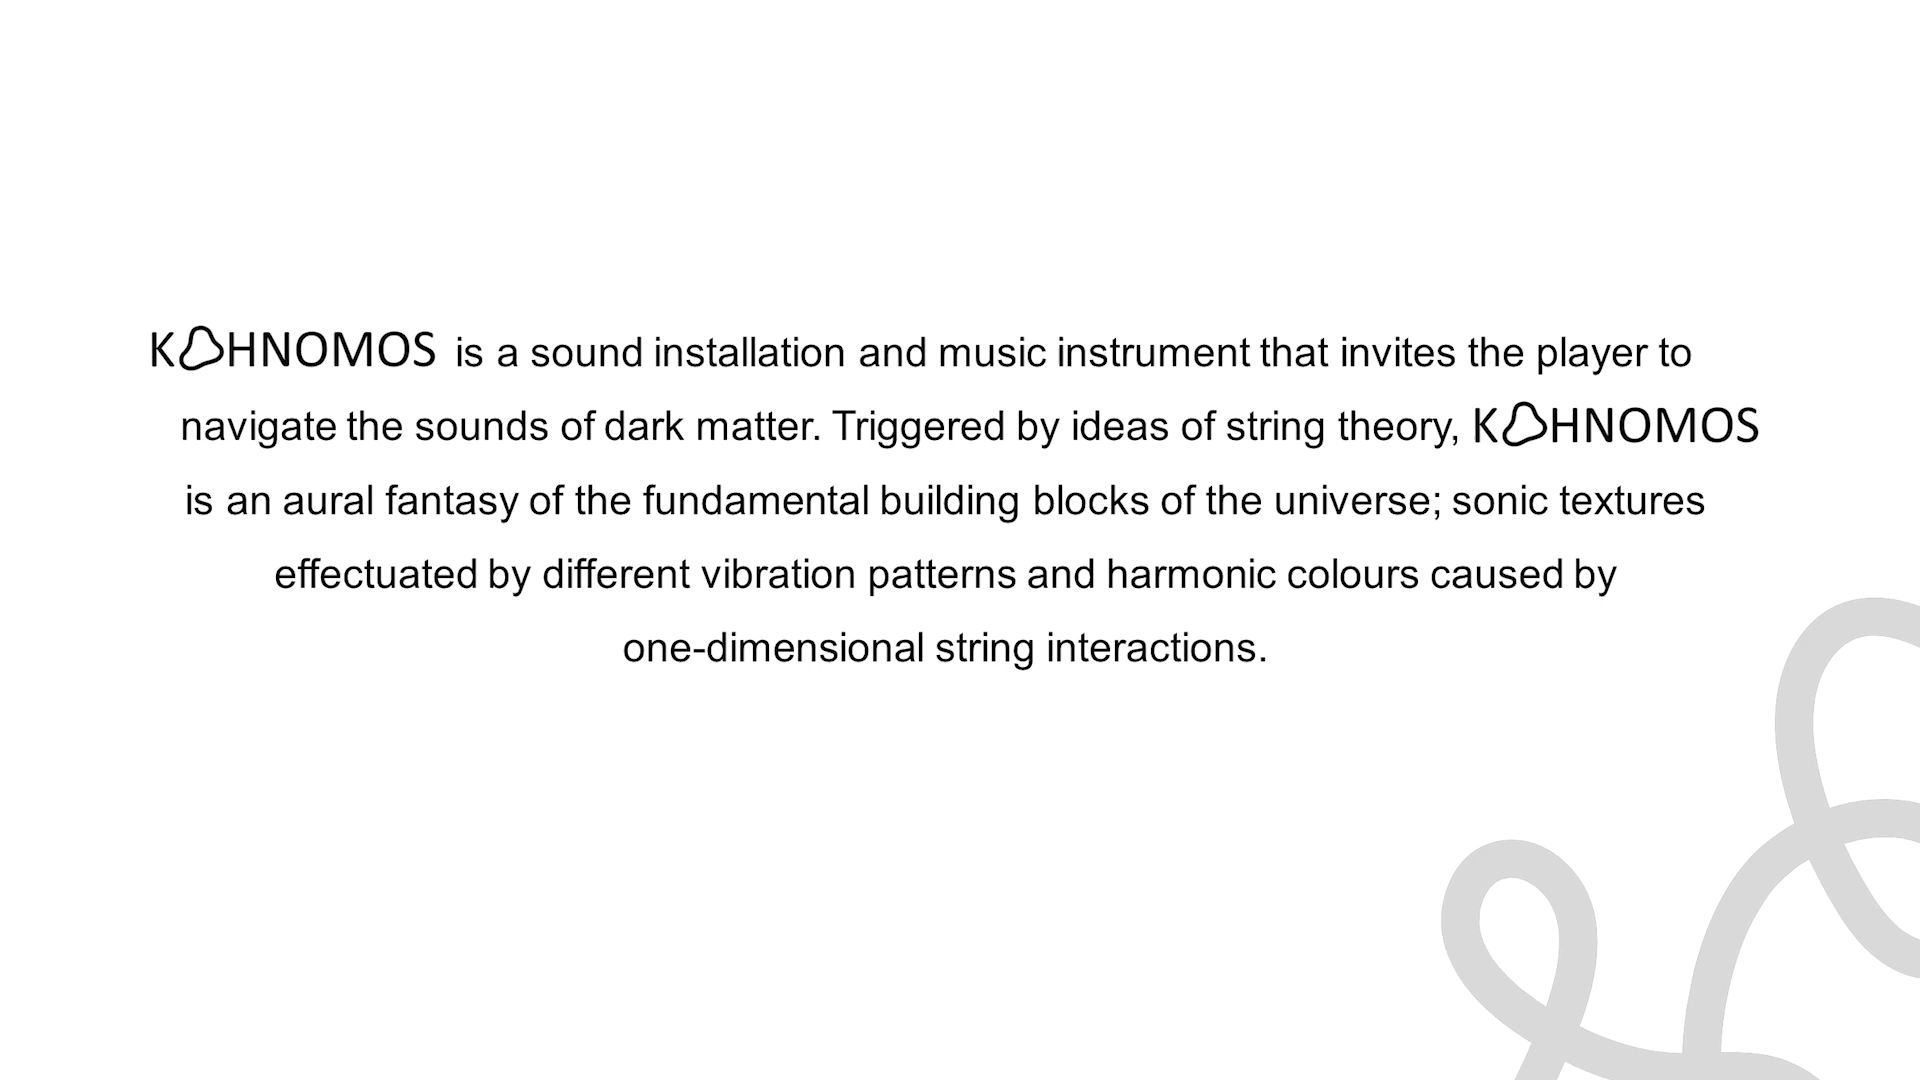 KOHNOMOS is a sound installation and music instrument that invites the player to
navigate the sounds of dark matter. Triggered by ideas of string theory, KOHNOMOS
is an aural fantasy of the fundamental building blocks of the universe; sonic textures
effectuated by different vibration patterns and harmonic colours caused by
one-dimensional string interactions.